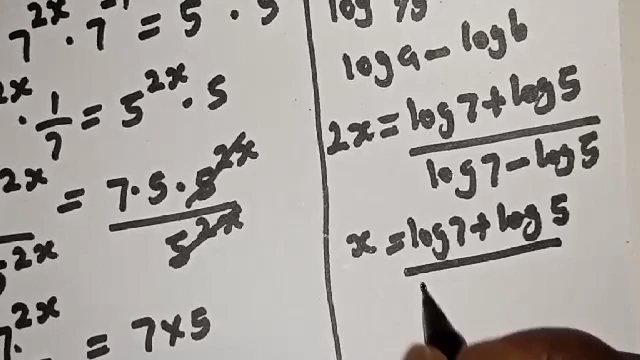 7^{2x} · 7^{-1} = 5^{2x} · 5
· 1/7 = 5^{2x} · 5
2x = 7·5·5^{2x}
5^{2x} 5^{2x}
7^{2x} = 7×5
log a - log b
2x = log 7 + log 5
log 7 - log 5
x = log 7 + log 5